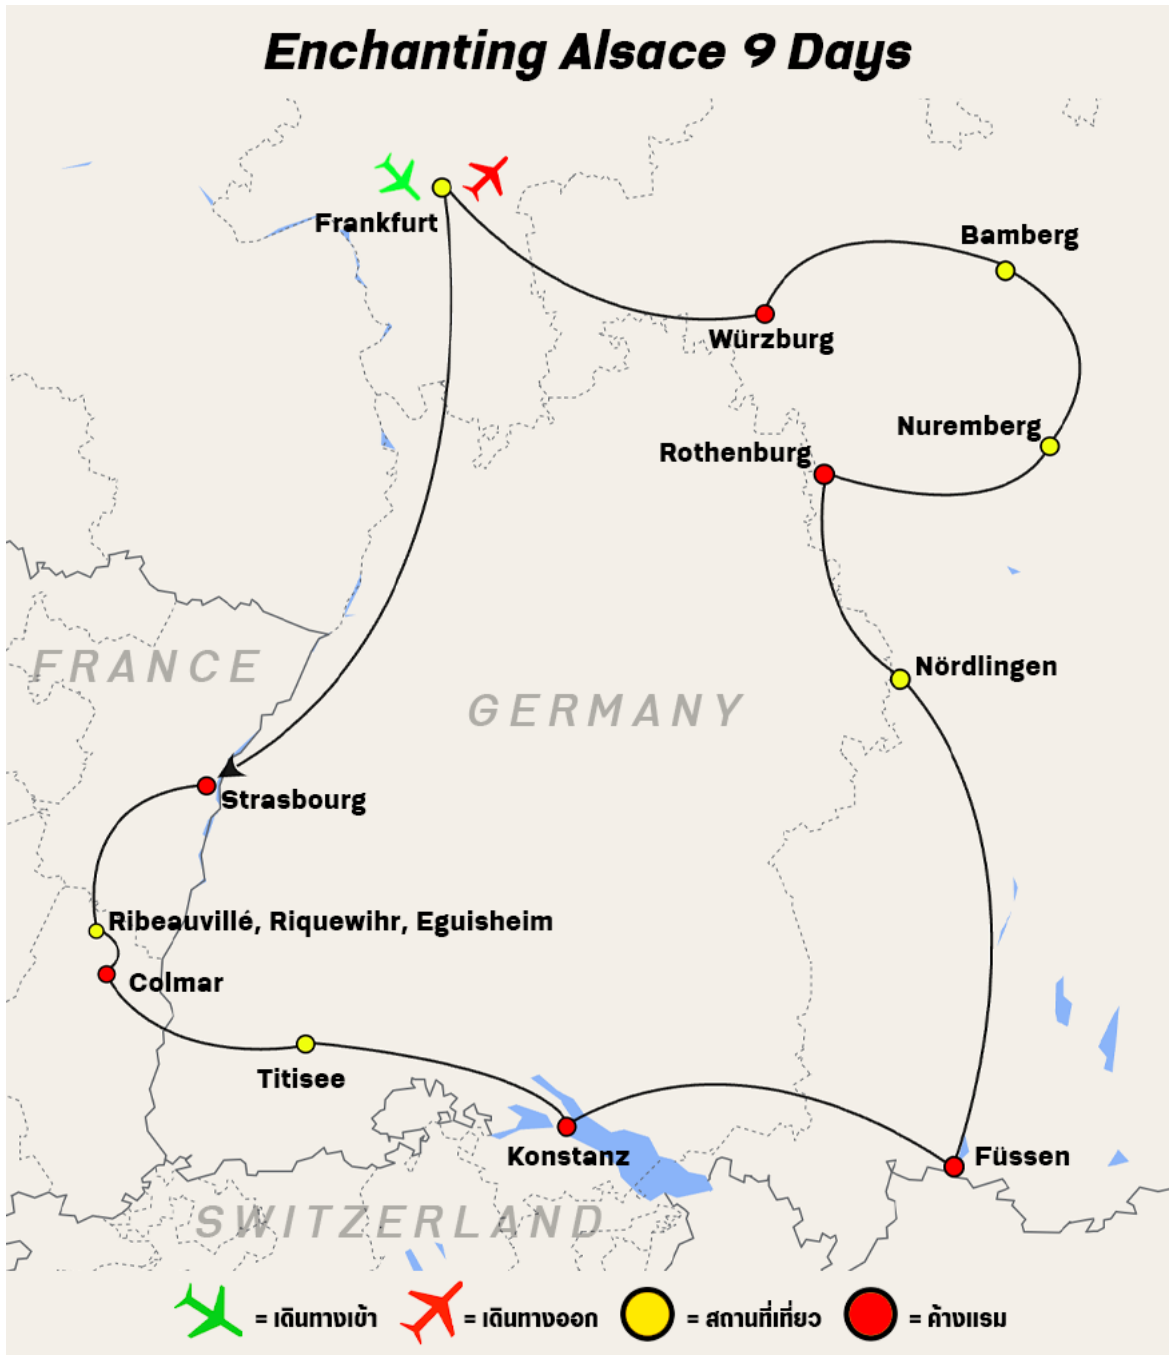 Enchanting Alsace 9 Days
Frankfurt
Bamberg
Würzburg
Nuremberg
Rothenburg
FRANCE
Nördlingen
GERMANY
Strasbourg
Ribeauvillé, Riquewihr, Eguisheim
Colmar
Titisee
Konstanz
Füssen
SWITZERLAND
= เดินทางเข้า = เดินทางออก = สถานที่เที่ยว = ค้างแรม